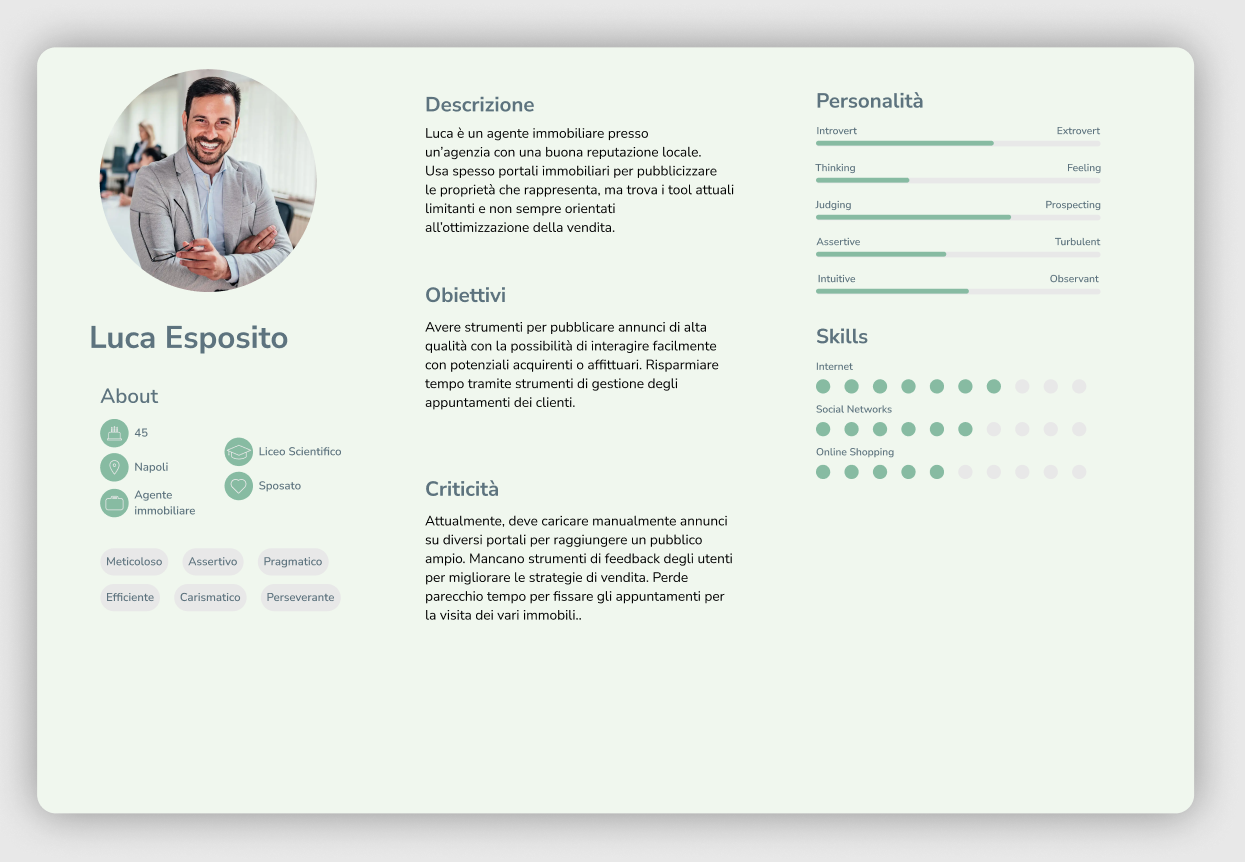 Luca Esposito
About
45
Napoli
Agente
immobiliare
Liceo Scientifico
Sposato
Meticoloso Assertivo Pragmatico
Efficiente Carismatico Perseverante
Descrizione
Luca è un agente immobiliare presso
un'agenzia con una buona reputazione locale.
Usa spesso portali immobiliari per pubblicizzare
le proprietà che rappresenta, ma trova i tool attuali
limitanti e non sempre orientati
all'ottimizzazione della vendita.
Obiettivi
Avere strumenti per pubblicare annunci di alta
qualità con la possibilità di interagire facilmente
con potenziali acquirenti o affittuari. Risparmiare
tempo tramite strumenti di gestione degli
appuntamenti dei clienti.
Criticità
Attualmente, deve caricare manualmente annunci
su diversi portali per raggiungere un pubblico
ampio. Mancano strumenti di feedback degli utenti
per migliorare le strategie di vendita. Perde
parecchio tempo per fissare gli appuntamenti per
la visita dei vari immobili..
Personalità
Introvert Extrovert
Thinking Feeling
Judging Prospecting
Assertive Turbulent
Intuitive Observant
Skills
Internet
Social Networks
Online Shopping